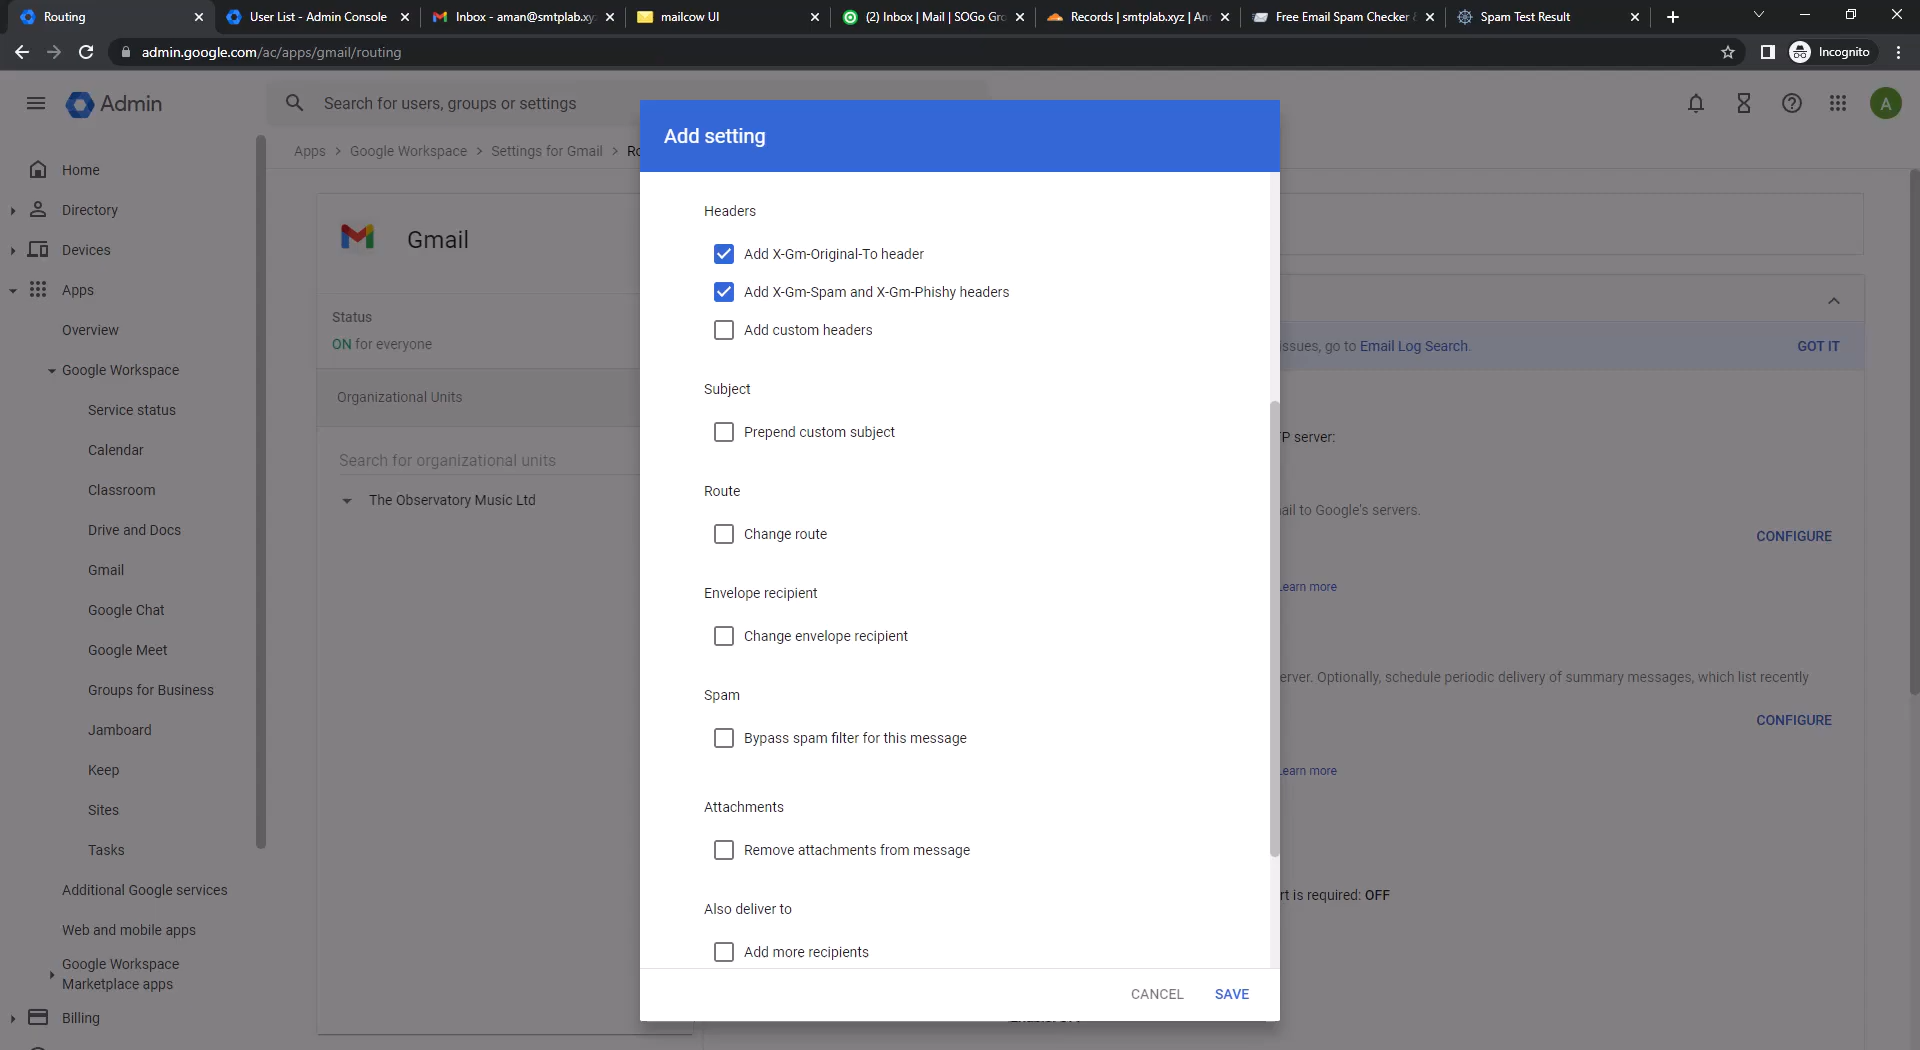 Routing
User List - Admin Console
Inbox - aman@smtplab.xy
mailcow UI
(2) Inbox | Mail | SOGo Gro
Records | smtplab.xyz | Am
Free Email Spam Checker &
Spam Test Result
admin.google.com/ac/apps/gmail/routing
Incognito
Admin
Search for users, groups or settings
A
Apps > Google Workspace > Settings for Gmail > Ro
Home
Directory
Devices
Apps
Overview
Google Workspace
Service status
Calendar
Classroom
Drive and Docs
Gmail
Google Chat
Google Meet
Groups for Business
Jamboard
Keep
Sites
Tasks
Additional Google services
Web and mobile apps
Google Workspace
Marketplace apps
Billing
Gmail
Status
ON for everyone
Organizational Units
Search for organizational units
The Observatory Music Ltd
Add setting
Headers
Add X-Gm-Original-To header
Add X-Gm-Spam and X-Gm-Phishy headers
Add custom headers
Subject
Prepend custom subject
Route
Change route
Envelope recipient
Change envelope recipient
Spam
Bypass spam filter for this message
Attachments
Remove attachments from message
Also deliver to
Add more recipients
CANCEL
SAVE
issues, go to Email Log Search.
GOT IT
TP server:
ail to Google's servers.
CONFIGURE
Learn more
erver. Optionally, schedule periodic delivery of summary messages, which list recently
CONFIGURE
Learn more
rt is required: OFF